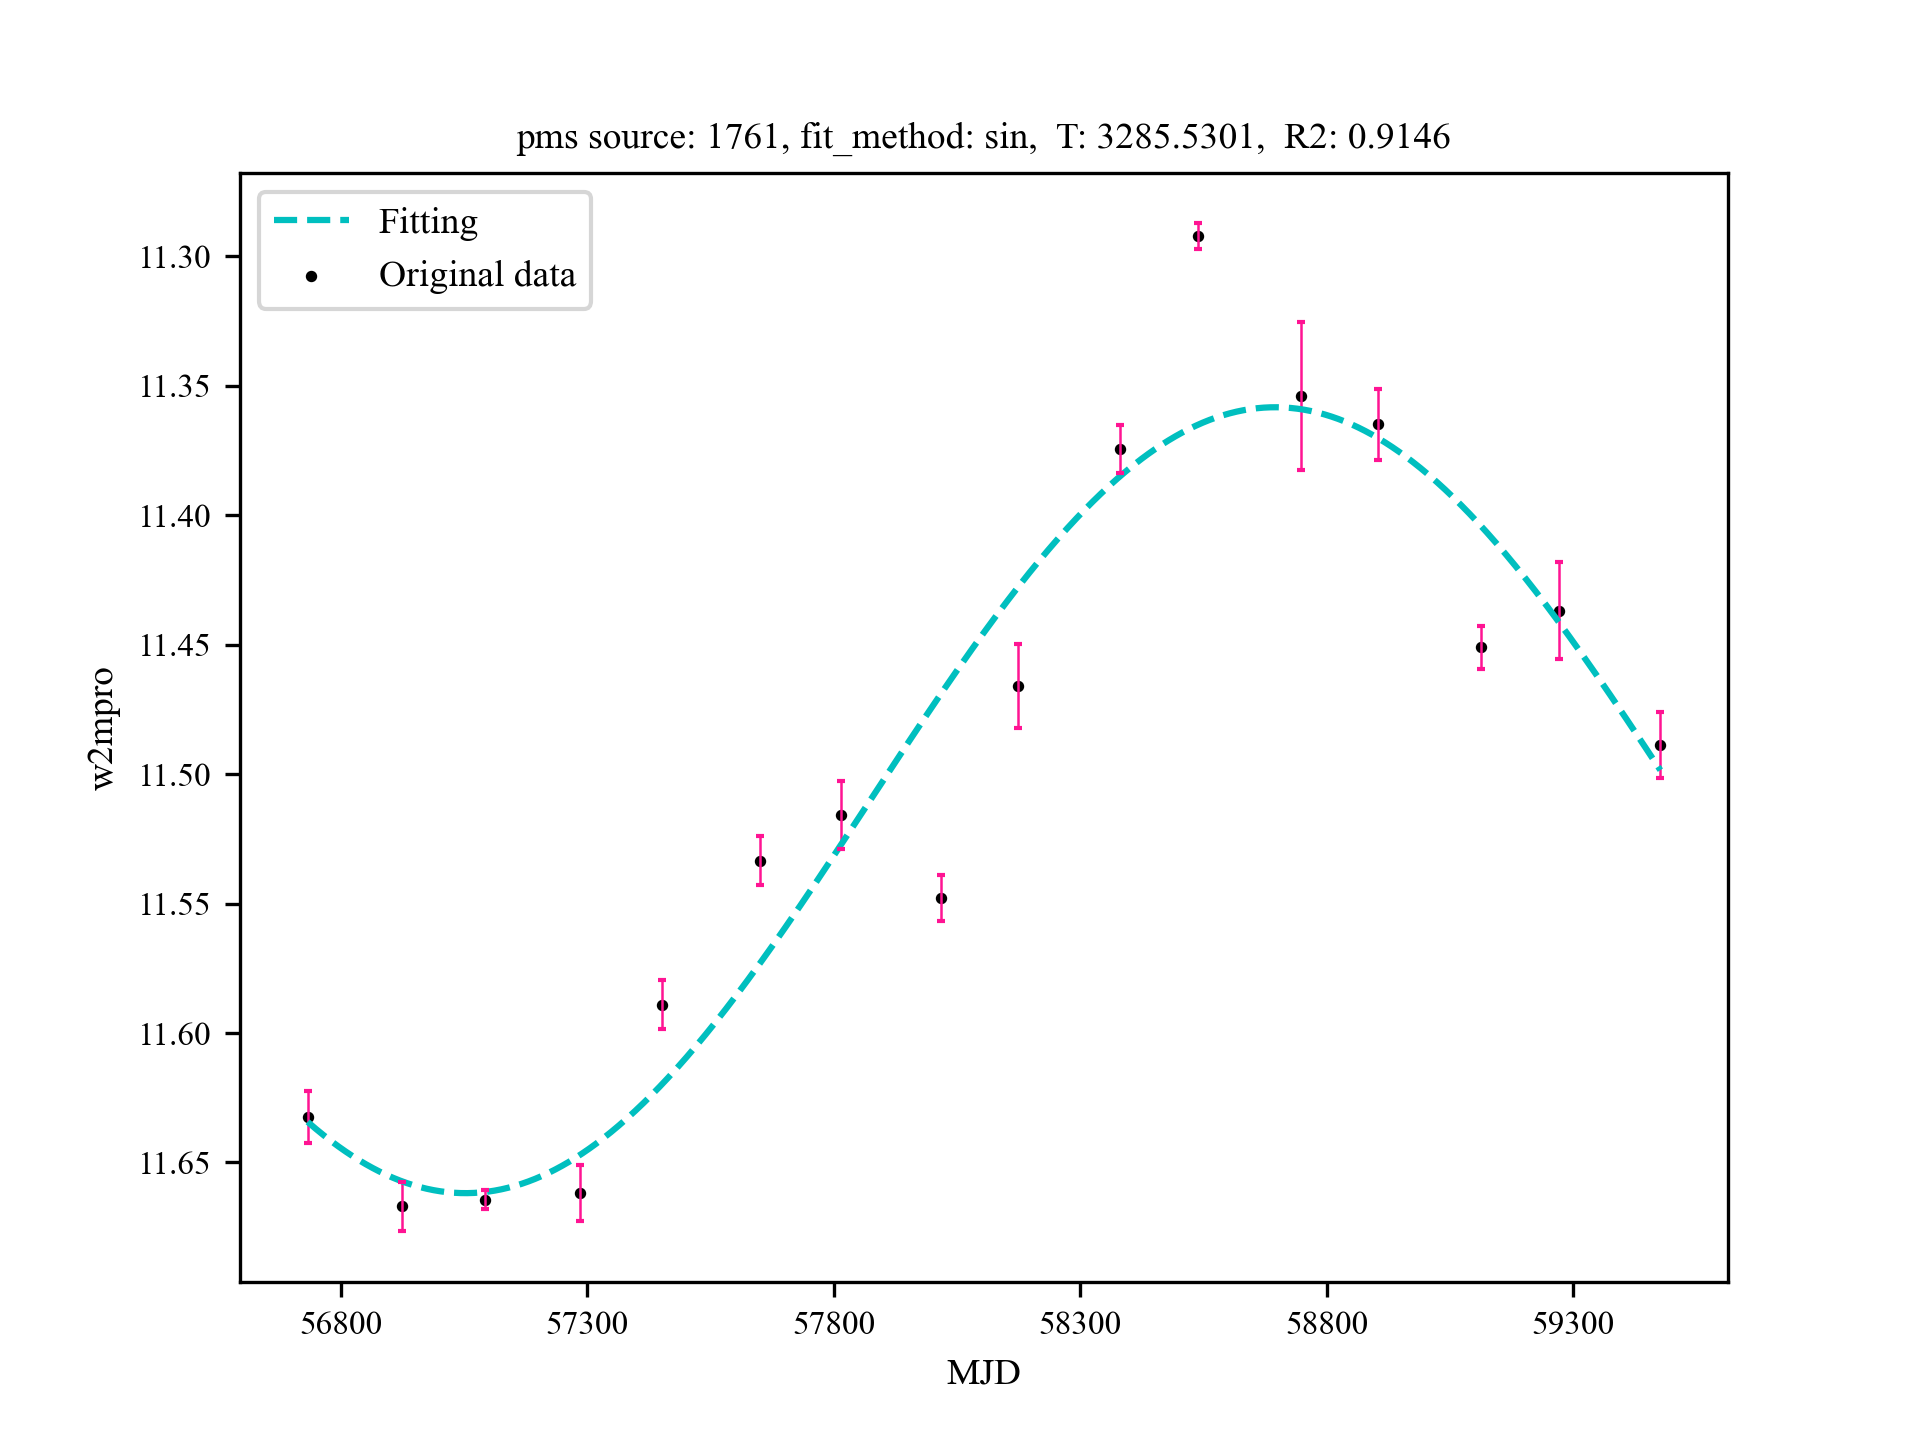 pms source: 1761, fit_method: sin,  T: 3285.5301,  R2: 0.9146
Fitting
Original data
11.30
11.35
11.40
11.45
11.50
11.55
11.60
11.65
w2mpro
56800 57300 57800 58300 58800 59300
MJD